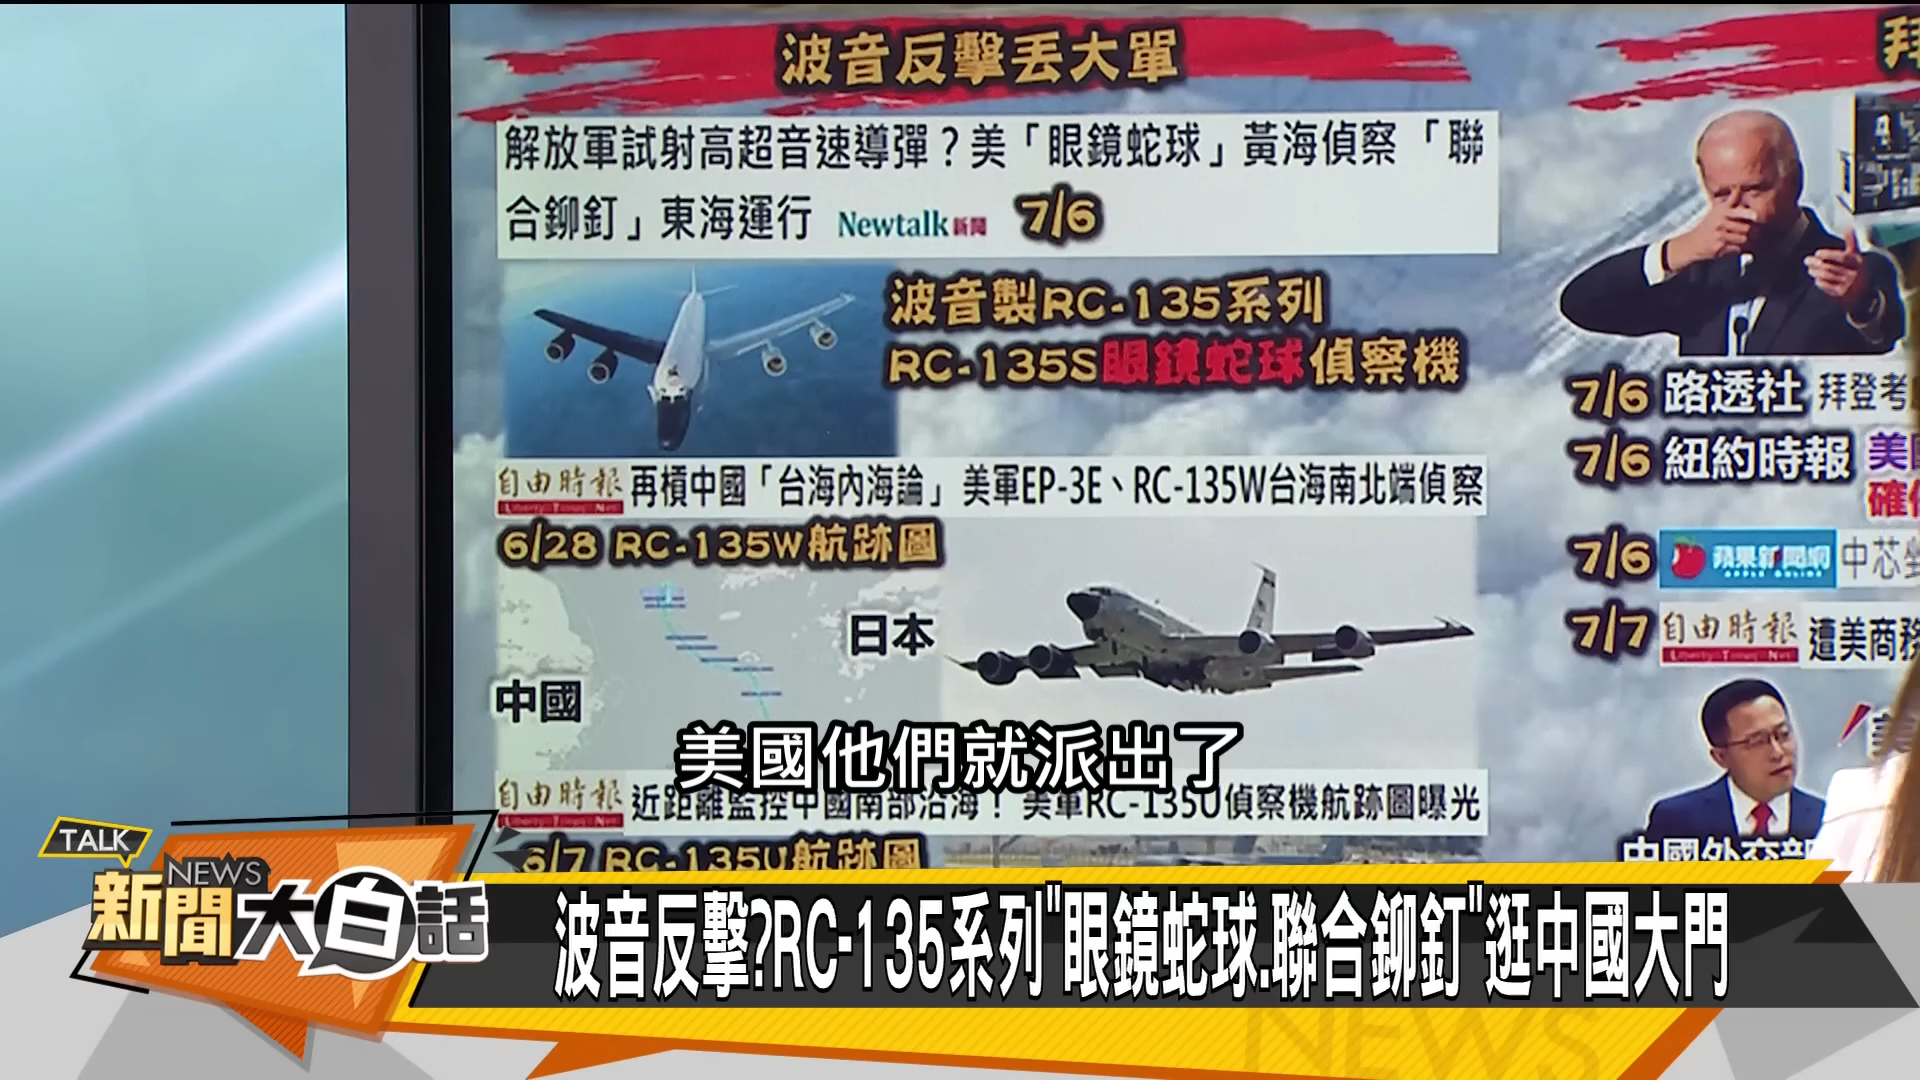 波音反擊丟大單
拜
解放軍試射高超音速導彈？美「眼鏡蛇球」黃海偵察「聯
合鉚釘」東海運行 Newtalk新聞 7/6
波音製RC-135系列
RC-135S眼鏡蛇球偵察機
7/6 路透社 拜登考
7/6 紐約時報 美國
確
自由時報 再槓中國「台海內海論」 美軍EP-3E、RC-135W台海南北端偵察
Liberty Times Net
6/28 RC-135W航跡圖
7/6 蘋果新聞網 中芯
APPLE ONLINE
日本
中國
7/7 自由時報 遭美商務
Liberty Times Net
美國他們就派出了
自由時報 近距離監控中國南部沿海！ 美軍RC-135U偵察機航跡圖曝光
6/7 RC-135U航跡圖
中國外交部
TALK
NEWS
新聞大白話
波音反擊?RC-135系列"眼鏡蛇球.聯合鉚釘"逛中國大門
NEWS